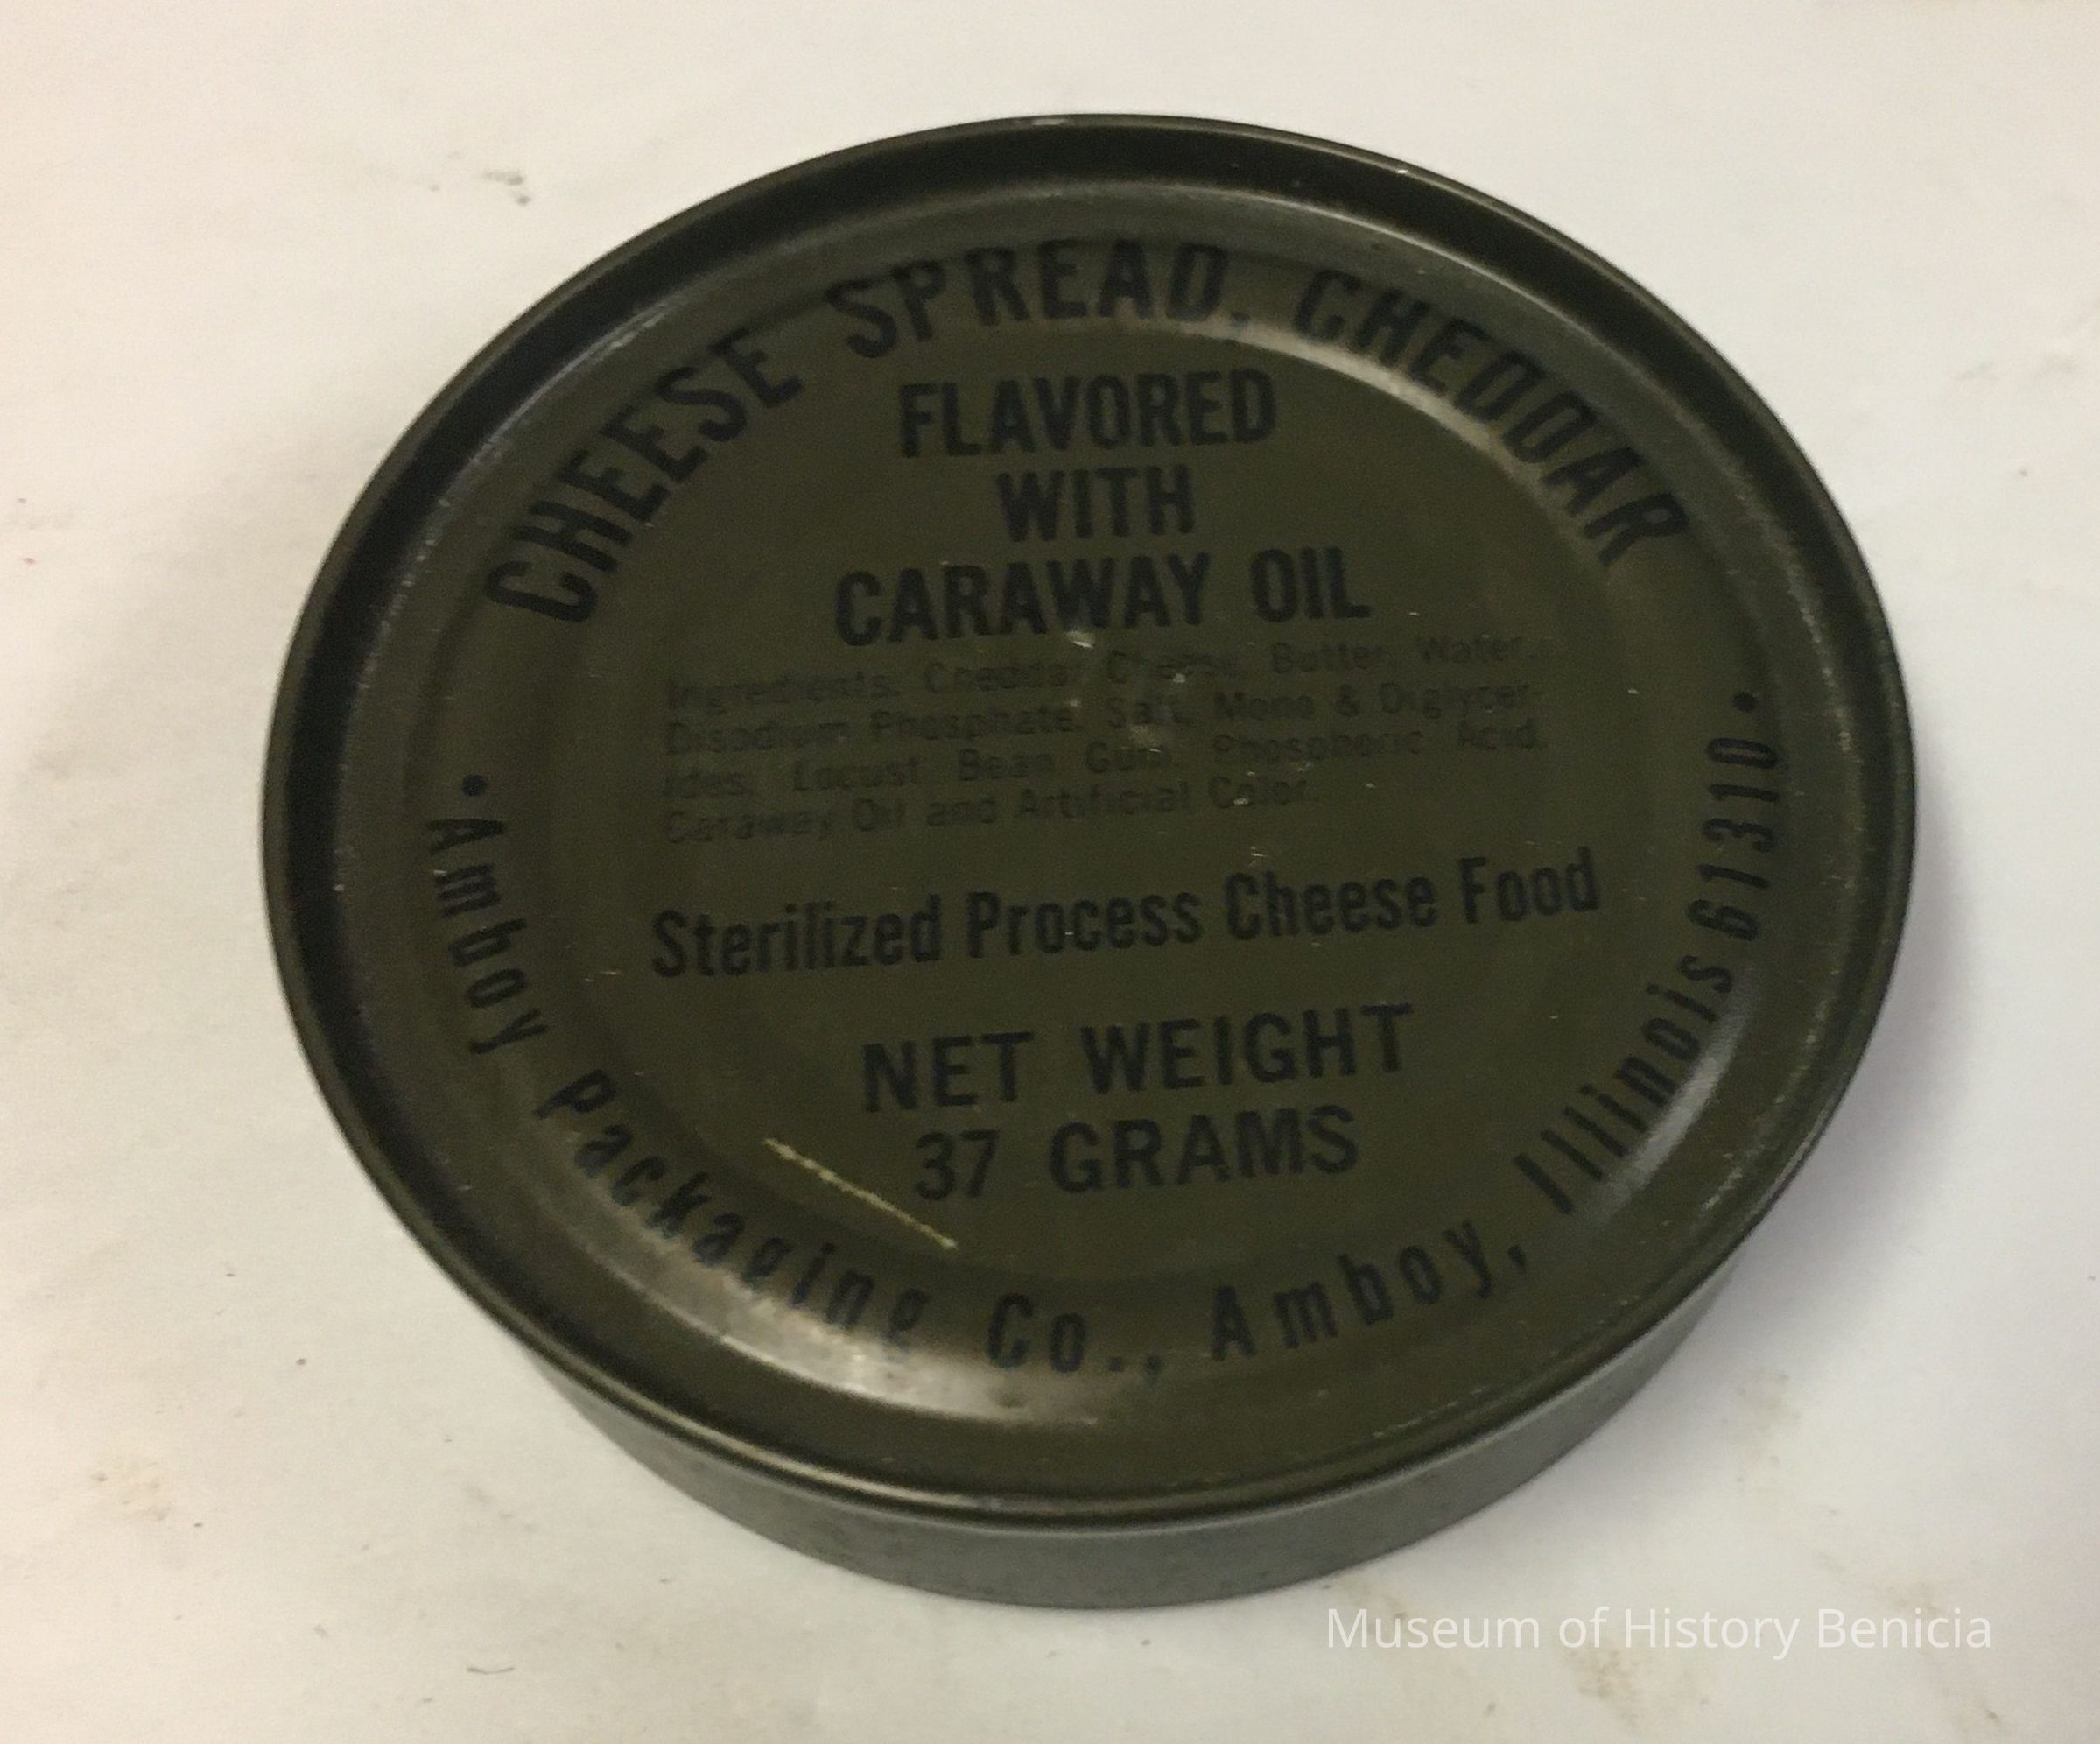 CHEESE SPREAD, CHEDDAR
FLAVORED
WITH
CARAWAY OIL
Ingredients: Cheddar Cheese, Butter, Water,
Disodium Phosphate, Salt, Mono & Diglycer-
ides, Locust Bean Gum, Phosphoric Acid,
Caraway Oil and Artificial Color.
Sterilized Process Cheese Food
NET WEIGHT
37 GRAMS
• Amboy Packaging Co., Amboy, Illinois 61310 •
Museum of History Benicia